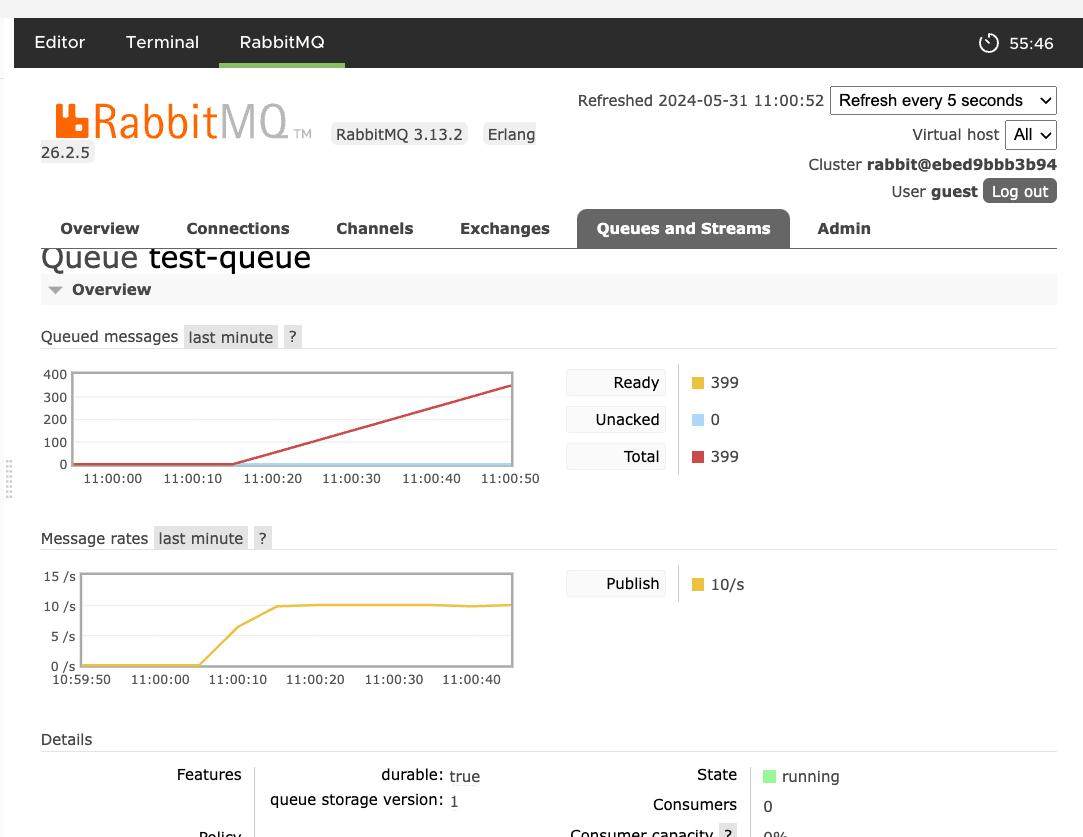 Editor Terminal RabbitMQ 55:46
Refreshed 2024-05-31 11:00:52 Refresh every 5 seconds
RabbitMQ TM RabbitMQ 3.13.2 Erlang
26.2.5
Virtual host All
Cluster rabbit@ebed9bbb3b94
User guest Log out
Overview Connections Channels Exchanges Queues and Streams Admin
Queue test-queue
Overview
Queued messages last minute ?
400
300
200
100
0
11:00:00 11:00:10 11:00:20 11:00:30 11:00:40 11:00:50
Ready 399
Unacked 0
Total 399
Message rates last minute ?
15 /s
10 /s
5 /s
0 /s
10:59:50 11:00:00 11:00:10 11:00:20 11:00:30 11:00:40
Publish 10/s
Details
Features durable: true
queue storage version: 1
Policy
State running
Consumers 0
Consumer capacity ? 0%